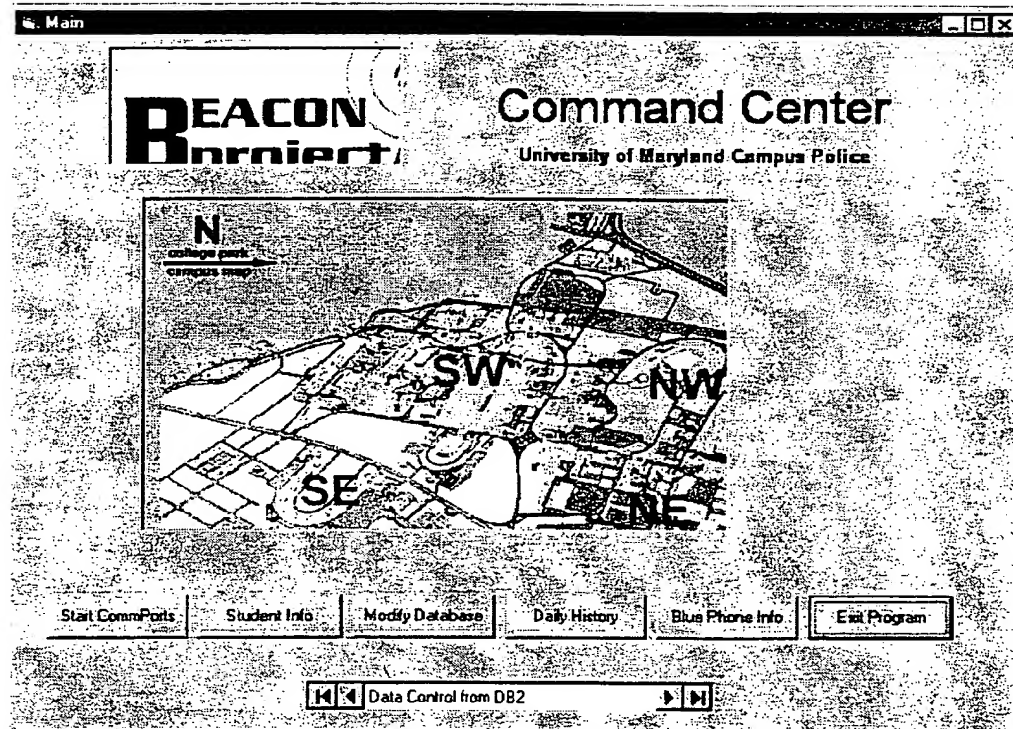 Main
BEACON
Command Center
University of Maryland Campus Police
N
college park
campus map
SW
NW
SE
NE
Start CommPorts
Student Info
Modify Database
Daily History
Blue Phone Info
Exit Program
Data Control from DB2